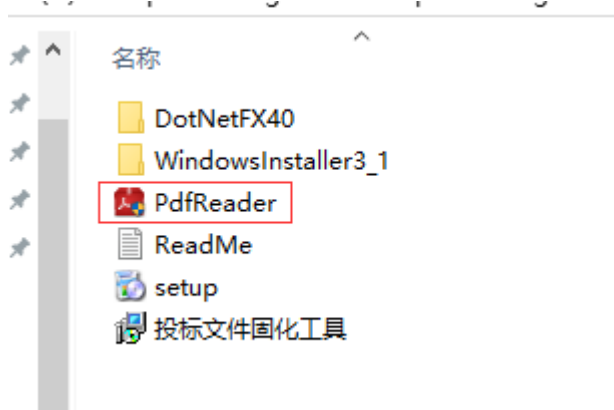 名称
DotNetFX40
WindowsInstaller3_1
PdfReader
ReadMe
setup
投标文件固化工具